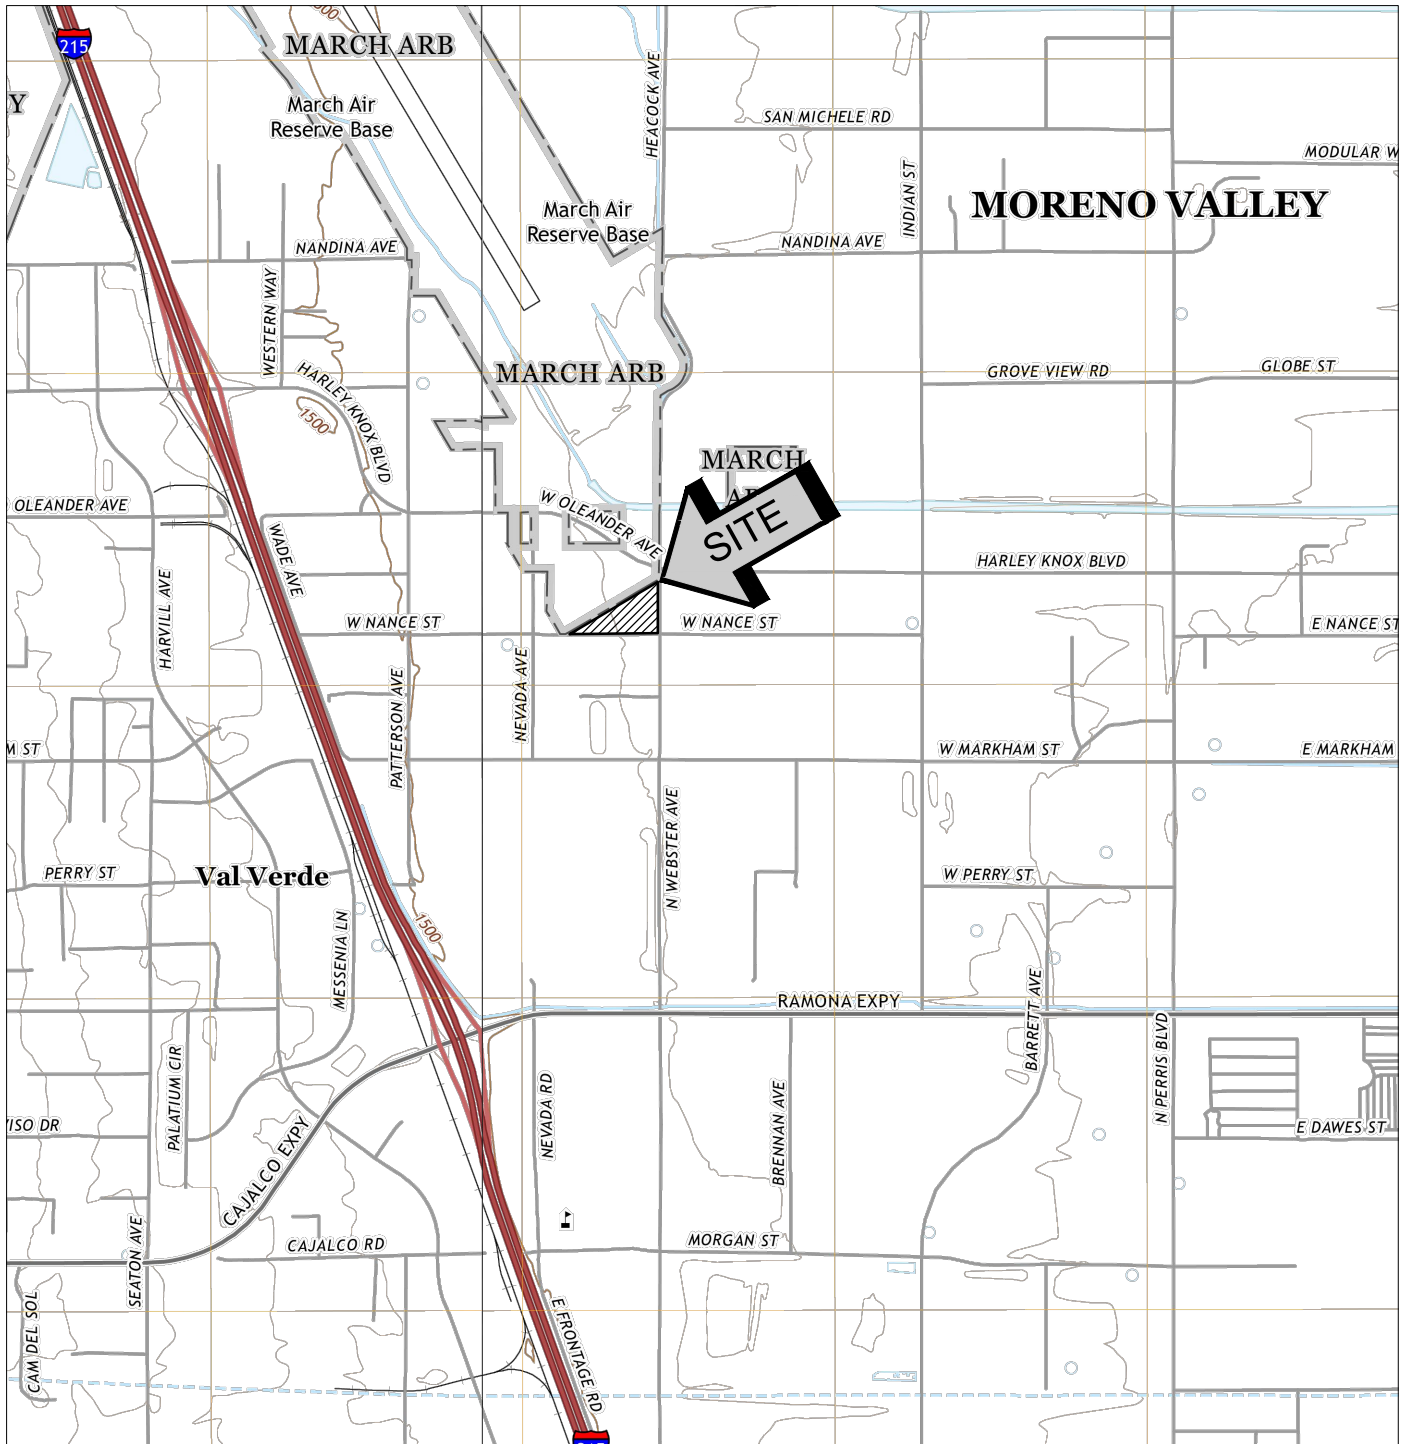 000
215
MARCH ARB
HEACOCK AVE
Y
March Air
Reserve Base
SAN MICHELE RD
MODULAR W
INDIAN ST
MORENO VALLEY
March Air
Reserve Base
NANDINA AVE
NANDINA AVE
WESTERN WAY
MARCH ARB
GROVE VIEW RD
GLOBE ST
HARLEY KNOX BLVD
1500
MARCH
AR
SITE
W OLEANDER AVE
OLEANDER AVE
WADE AVE
HARVILL AVE
HARLEY KNOX BLVD
W NANCE ST
W NANCE ST
E NANCE ST
NEVADA AVE
PATTERSON AVE
M ST
W MARKHAM ST
E MARKHAM
N WEBSTER AVE
PERRY ST
Val Verde
W PERRY ST
1500
MESSENIA LN
RAMONA EXPY
BARRETT AVE
N PERRIS BLVD
PALATIUM CIR
NEVADA RD
BRENNAN AVE
VISO DR
E DAWES ST
CAJALCO EXPY
SEATON AVE
CAJALCO RD
MORGAN ST
CAM DEL SOL
E FRONTAGE RD